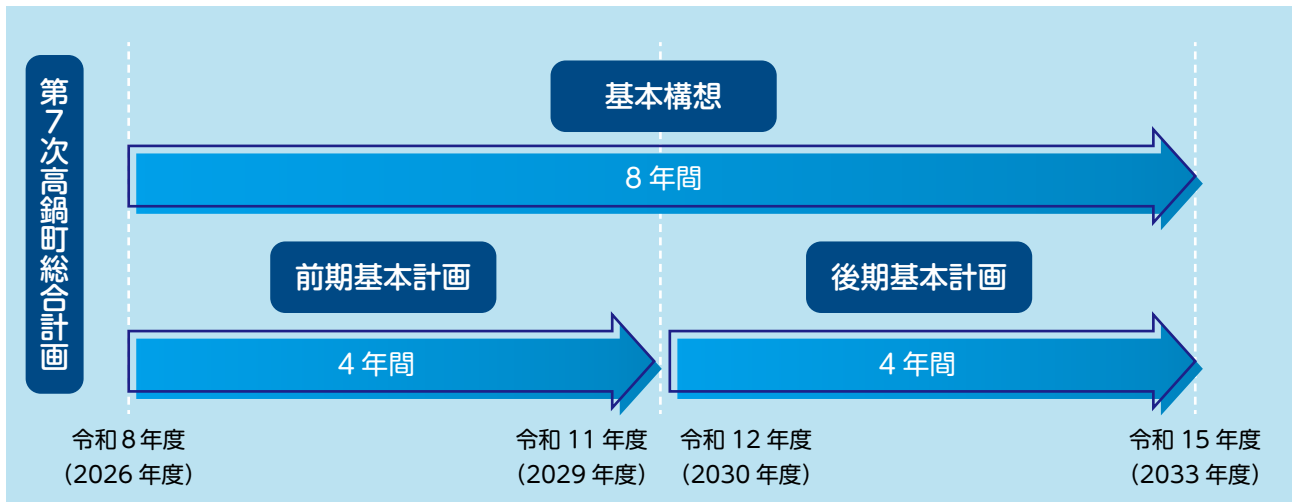 第7次高鍋町総合計画
基本構想
8年間
前期基本計画
後期基本計画
4年間
4年間
令和8年度
(2026年度)
令和11年度
(2029年度)
令和12年度
(2030年度)
令和15年度
(2033年度)